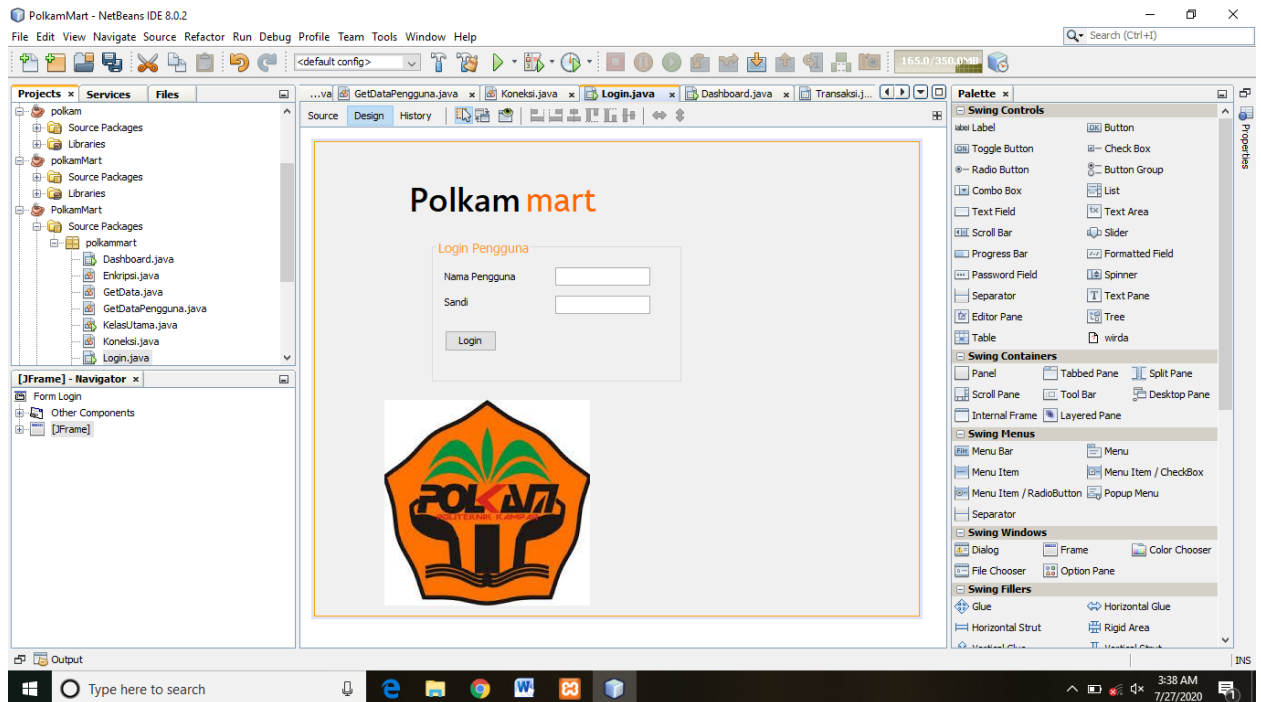 PolkamMart - NetBeans IDE 8.0.2
File Edit View Navigate Source Refactor Run Debug Profile Team Tools Window Help
Search (Ctrl+I)
<default config>
165.0/350.0MB
Projects Services Files
polkam
Source Packages
Libraries
polkamMart
Source Packages
Libraries
PolkamMart
Source Packages
polkammart
Dashboard.java
Enkripsi.java
GetData.java
GetDataPengguna.java
KelasUtama.java
Koneksi.java
Login.java
[JFrame] - Navigator
Form Login
Other Components
[JFrame]
...va GetDataPengguna.java Koneksi.java Login.java Dashboard.java Transaksi.j...
Source Design History
Polkam mart
Login Pengguna
Nama Pengguna
Sandi
Login
POLKAM
POLITEKNIK KAMPAR
Palette
Properties
Swing Controls
Label Button
Toggle Button Check Box
Radio Button Button Group
Combo Box List
Text Field Text Area
Scroll Bar Slider
Progress Bar Formatted Field
Password Field Spinner
Separator Text Pane
Editor Pane Tree
Table wirda
Swing Containers
Panel Tabbed Pane Split Pane
Scroll Pane Tool Bar Desktop Pane
Internal Frame Layered Pane
Swing Menus
Menu Bar Menu
Menu Item Menu Item / CheckBox
Menu Item / RadioButton Popup Menu
Separator
Swing Windows
Dialog Frame Color Chooser
File Chooser Option Pane
Swing Fillers
Glue Horizontal Glue
Horizontal Strut Rigid Area
Vertical Glue Vertical Strut
Output
INS
Type here to search
3:38 AM
7/27/2020